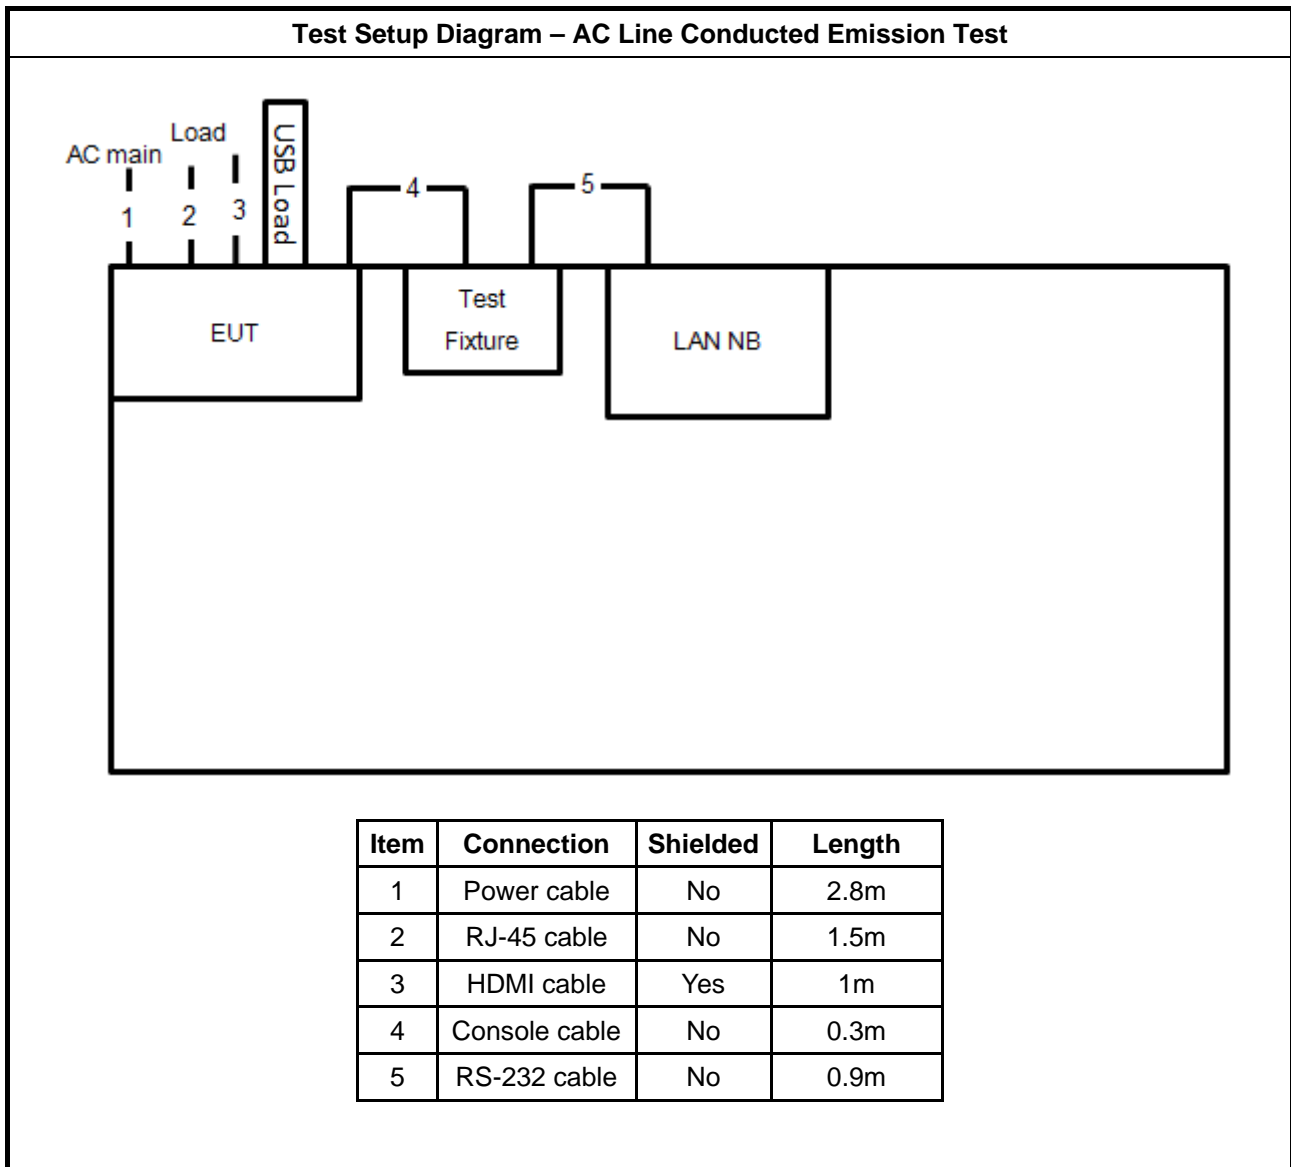 Test Setup Diagram – AC Line Conducted Emission Test
AC main
Load
USB Load
1
2
3
4
5
EUT
Test
Fixture
LAN NB
Item Connection Shielded Length
1 Power cable No 2.8m
2 RJ-45 cable No 1.5m
3 HDMI cable Yes 1m
4 Console cable No 0.3m
5 RS-232 cable No 0.9m